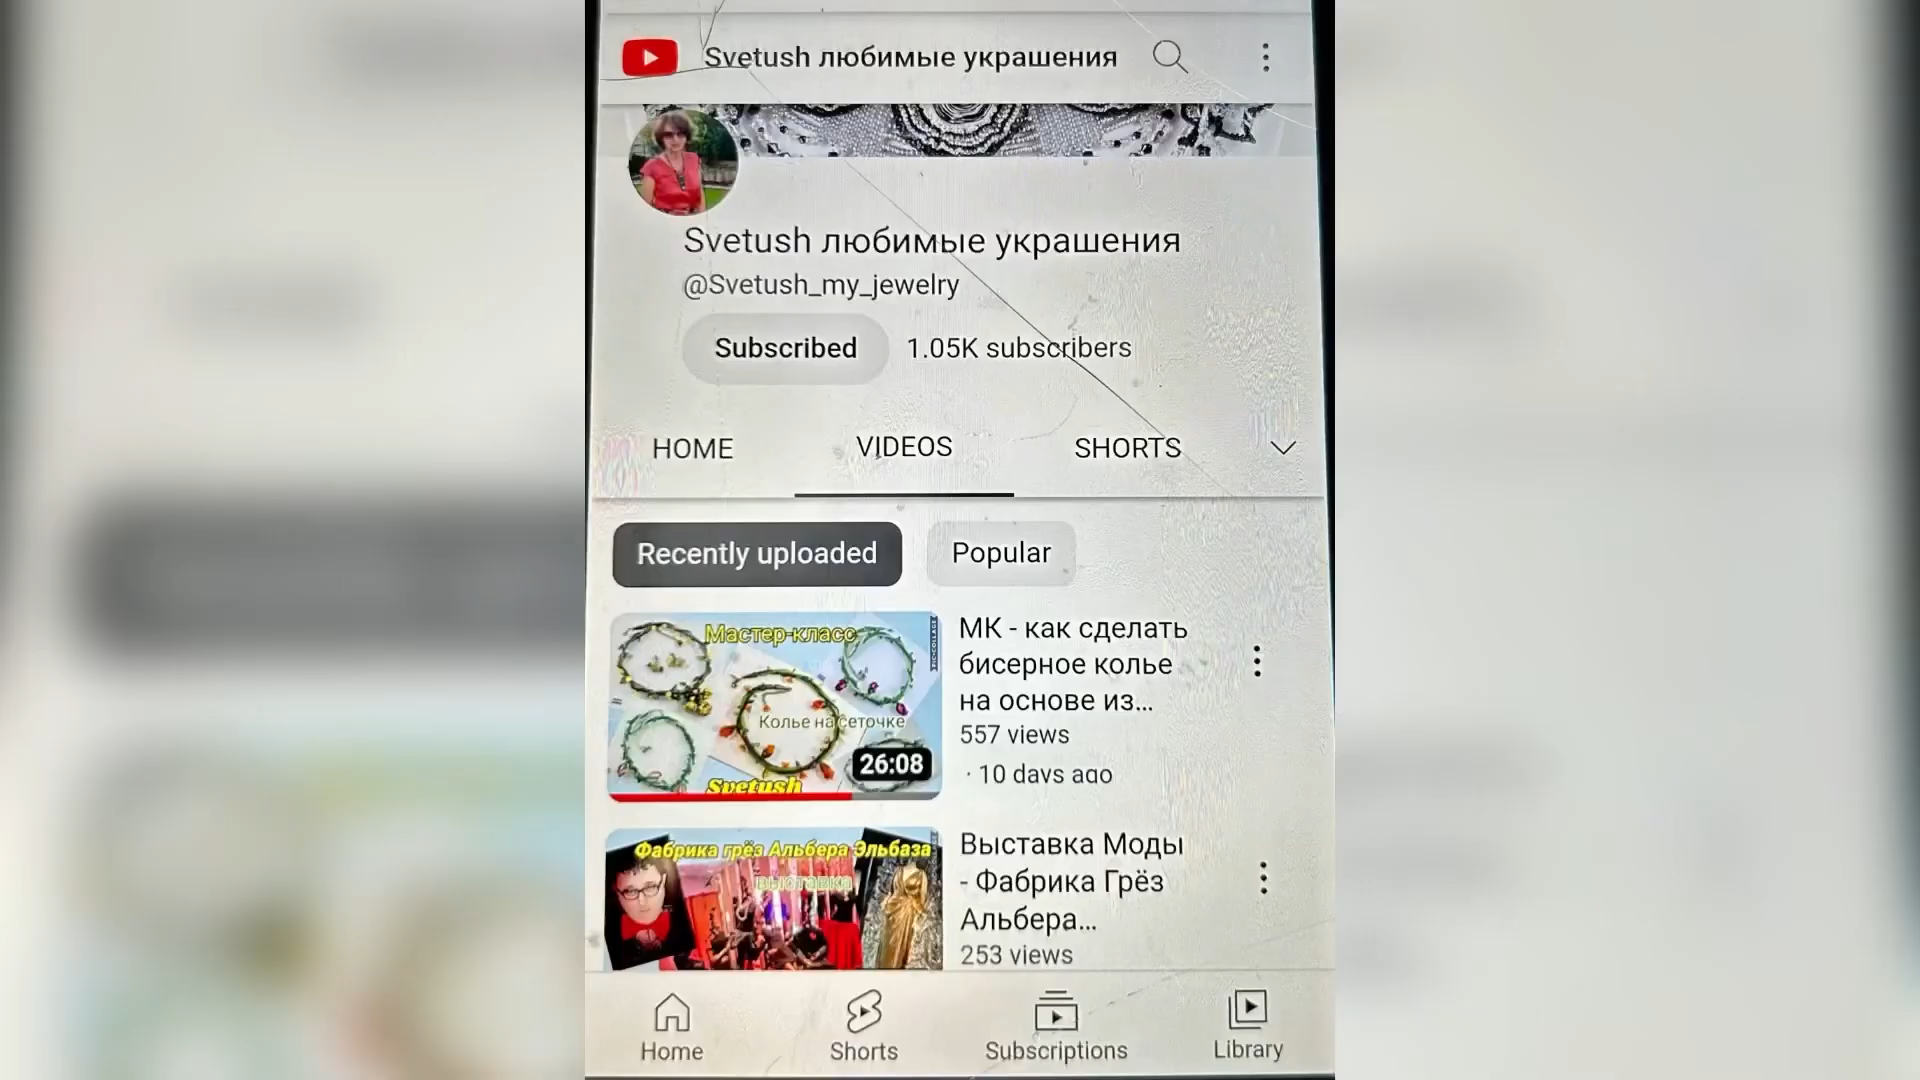 Svetush любимые украшения
Svetush любимые украшения
@Svetush_my_jewelry
Subscribed 1.05K subscribers
HOME VIDEOS SHORTS
Recently uploaded Popular
Мастер-класс
PIC•COLLAGE
Колье на сеточке
26:08
Svetush
МК - как сделать
бисерное колье
на основе из...
557 views
· 10 days ago
Фабрика грёз Альбера Эльбаза
выставка
Выставка Моды
- Фабрика Грёз
Альбера...
253 views
Home Shorts Subscriptions Library